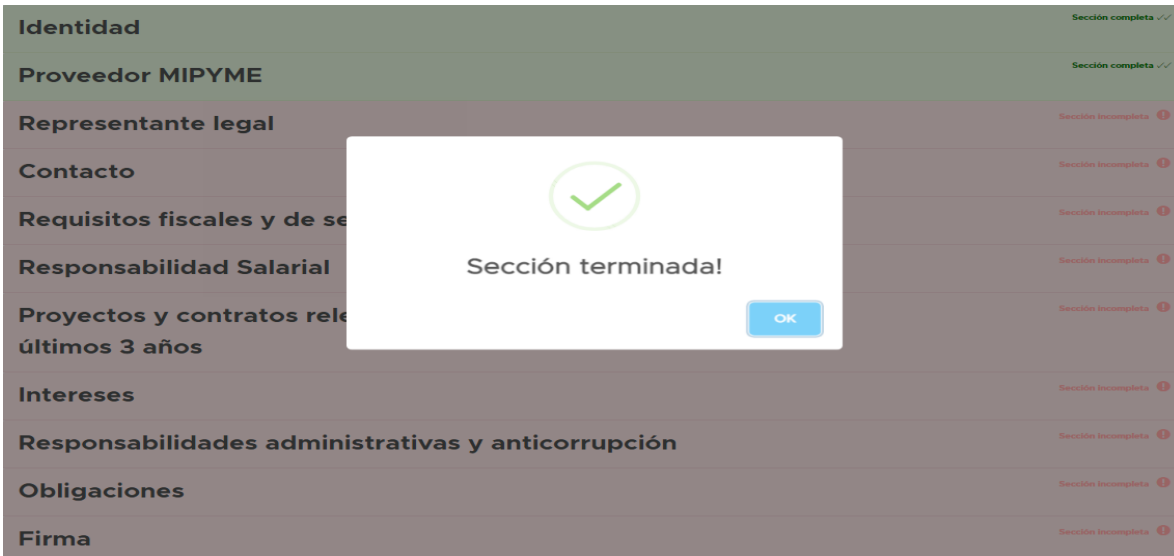 Identidad
Sección completa ✓✓
Proveedor MIPYME
Sección completa ✓✓
Representante legal
Sección incompleta
Contacto
Sección incompleta
Requisitos fiscales y de se
Sección incompleta
Responsabilidad Salarial
Sección incompleta
Proyectos y contratos rele
últimos 3 años
Sección incompleta
Sección terminada!
OK
Intereses
Sección incompleta
Responsabilidades administrativas y anticorrupción
Sección incompleta
Obligaciones
Sección incompleta
Firma
Sección incompleta